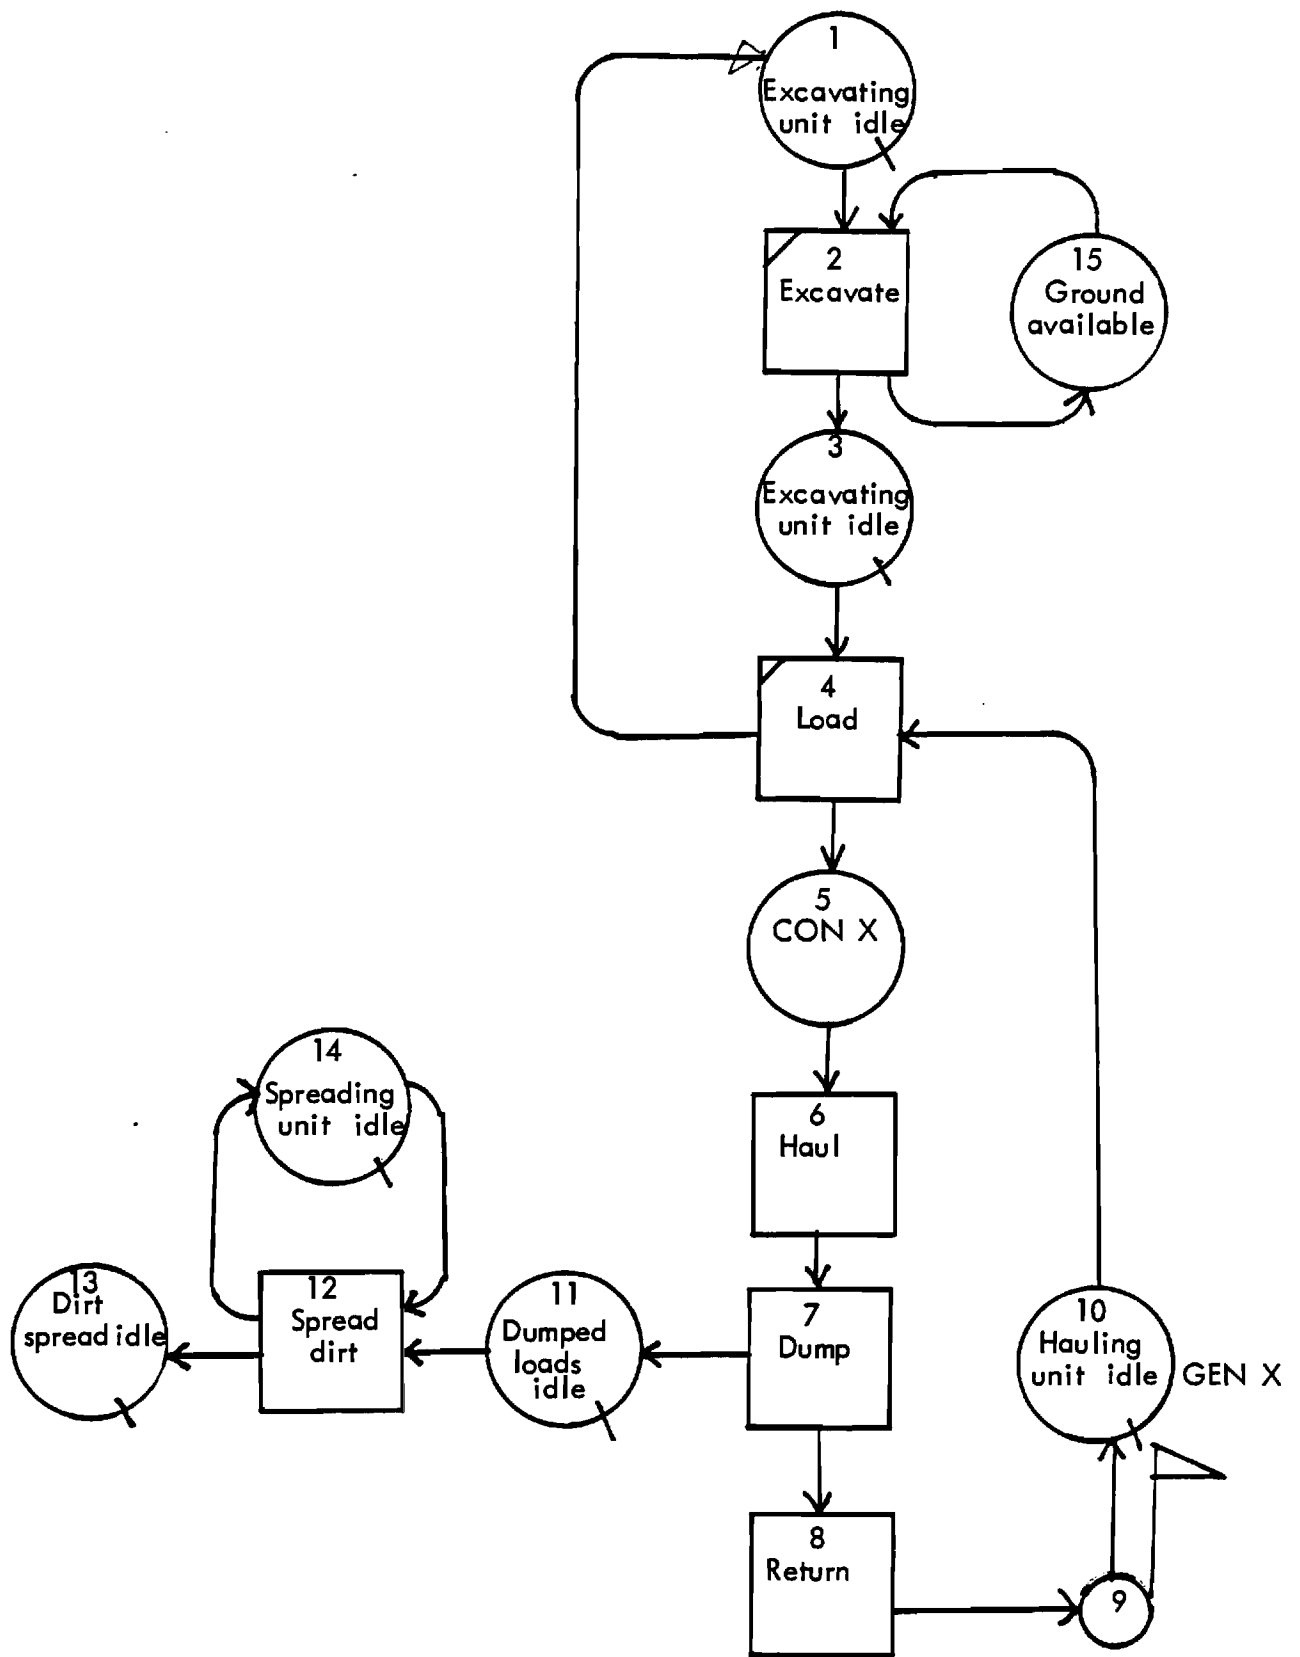 1
Excavating
unit idle
2
Excavate
15
Ground
available
3
Excavating
unit idle
4
Load
5
CON X
6
Haul
14
Spreading
unit idle
13
Dirt
spread idle
12
Spread
dirt
11
Dumped
loads
idle
7
Dump
10
Hauling
unit idle
GEN X
8
Return
9